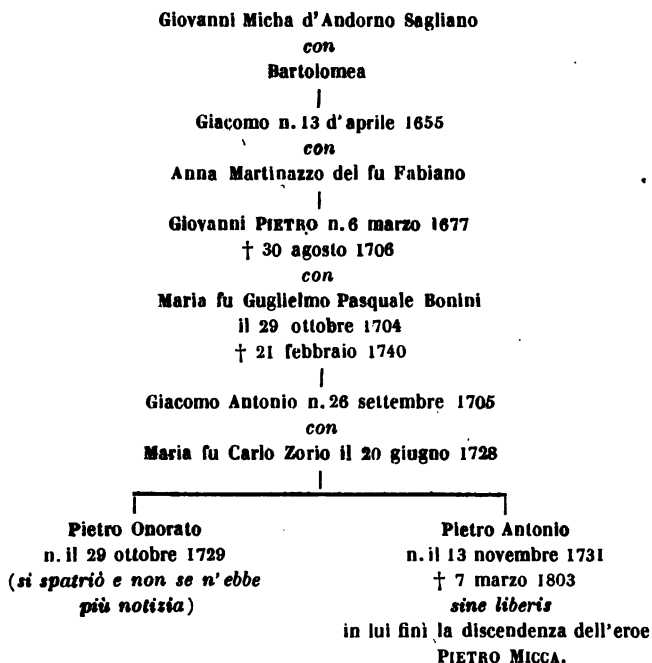 Giovanni Micha d'Andorno Sagliano
con
Bartolomea
Giacomo n. 13 d'aprile 1655
con
Anna Martinazzo del fu Fabiano
Giovanni PIETRO n. 6 marzo 1677
† 30 agosto 1706
con
Maria fu Guglielmo Pasquale Bonini
il 29 ottobre 1704
† 21 febbraio 1740
Giacomo Antonio n. 26 settembre 1705
con
Maria fu Carlo Zorio il 20 giugno 1728
Pietro Onorato
n. il 29 ottobre 1729
(si spatriò e non se n'ebbe
più notizia)
Pietro Antonio
n. il 13 novembre 1731
† 7 marzo 1803
sine liberis
in lui finì la discendenza dell'eroe
PIETRO MICCA.